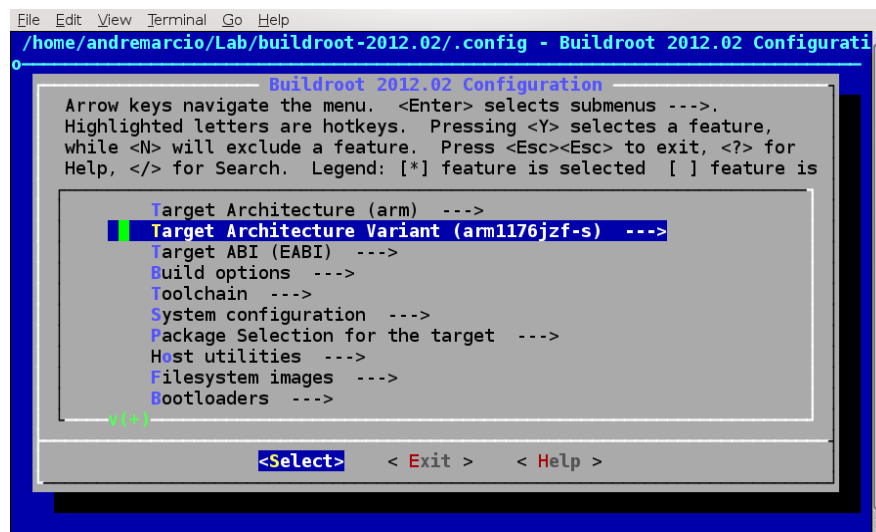 File Edit View Terminal Go Help
/home/andremarcio/Lab/buildroot-2012.02/.config - Buildroot 2012.02 Configurati
o
Buildroot 2012.02 Configuration
Arrow keys navigate the menu. <Enter> selects submenus --->.
Highlighted letters are hotkeys. Pressing <Y> selectes a feature,
while <N> will exclude a feature. Press <Esc><Esc> to exit, <?> for
Help, </> for Search. Legend: [*] feature is selected [ ] feature is
Target Architecture (arm) --->
Target Architecture Variant (arm1176jzf-s) --->
Target ABI (EABI) --->
Build options --->
Toolchain --->
System configuration --->
Package Selection for the target --->
Host utilities --->
Filesystem images --->
Bootloaders --->
v(+)
<Select> < Exit > < Help >